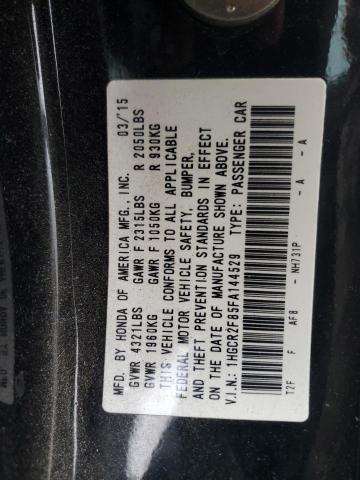 MFD. BY HONDA OF AMERICA MFG., INC. 03/'15
GVWR 4321LBS GAWR F 2315LBS R 2050LBS
GVWR 1960KG GAWR F 1050KG R 930KG
THIS VEHICLE CONFORMS TO ALL APPLICABLE
FEDERAL MOTOR VEHICLE SAFETY, BUMPER,
AND THEFT PREVENTION STANDARDS IN EFFECT
ON THE DATE OF MANUFACTURE SHOWN ABOVE.
V.I.N.: 1HGCR2F85FA144529 TYPE: PASSENGER CAR
T2F F AF8 - NH731P - A - A